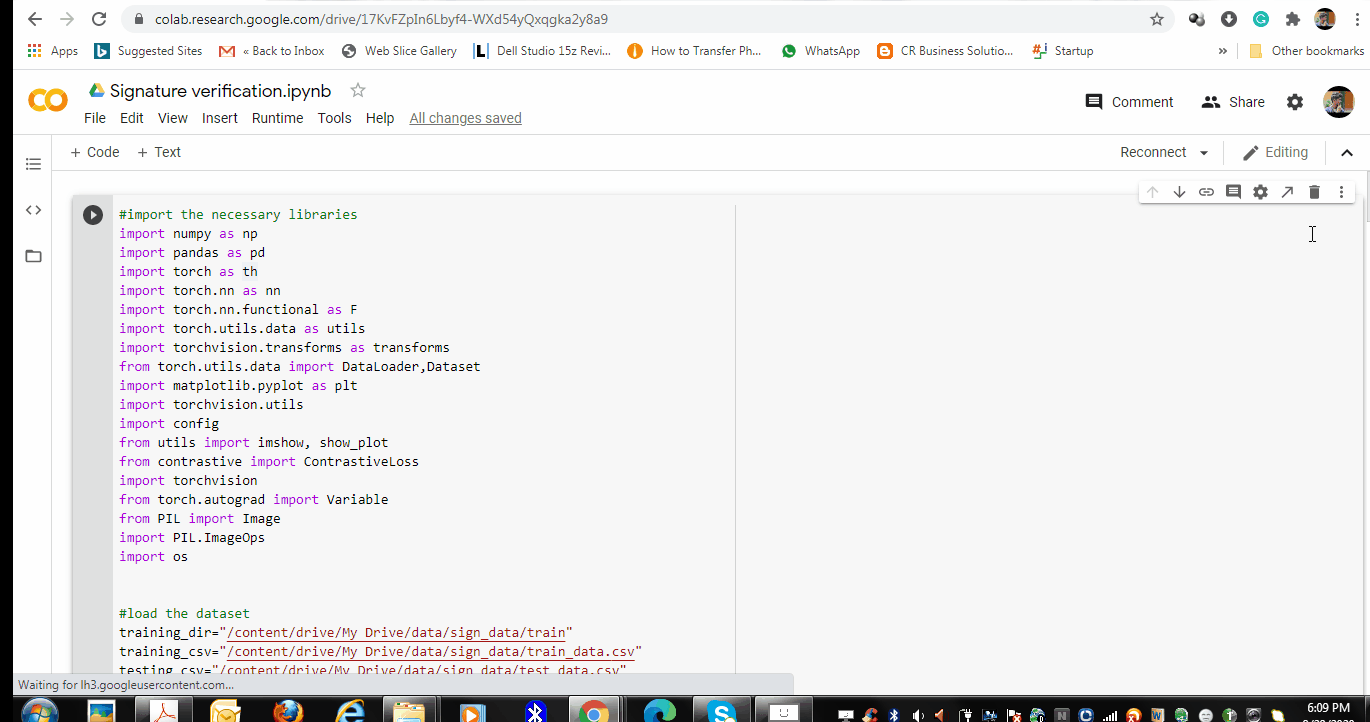 colab.research.google.com/drive/17KvFZpIn6Lbyf4-WXd54yQxqgka2y8a9
Apps Suggested Sites « Back to Inbox Web Slice Gallery Dell Studio 15z Revi... How to Transfer Ph... WhatsApp CR Business Solutio... Startup » Other bookmarks
Signature verification.ipynb
File Edit View Insert Runtime Tools Help All changes saved
Comment Share
+ Code + Text
Reconnect Editing
#import the necessary libraries
import numpy as np
import pandas as pd
import torch as th
import torch.nn as nn
import torch.nn.functional as F
import torch.utils.data as utils
import torchvision.transforms as transforms
from torch.utils.data import DataLoader,Dataset
import matplotlib.pyplot as plt
import torchvision.utils
import config
from utils import imshow, show_plot
from contrastive import ContrastiveLoss
import torchvision
from torch.autograd import Variable
from PIL import Image
import PIL.ImageOps
import os
#load the dataset
training_dir="/content/drive/My Drive/data/sign_data/train"
training_csv="/content/drive/My Drive/data/sign_data/train_data.csv"
testing_csv="/content/drive/My Drive/data/sign_data/test_data.csv"
Waiting for lh3.googleusercontent.com...
6:09 PM